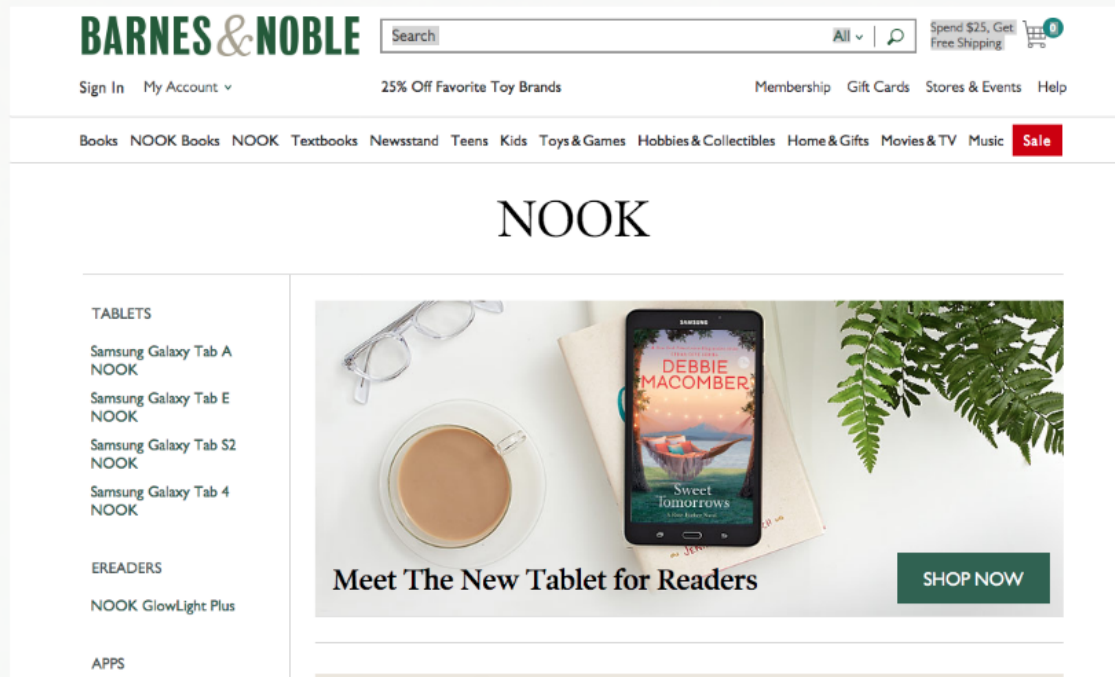 BARNES & NOBLE
Search
All
Spend $25, Get
Free Shipping
0
Sign In
My Account
25% Off Favorite Toy Brands
Membership
Gift Cards
Stores & Events
Help
Books
NOOK Books
NOOK
Textbooks
Newsstand
Teens
Kids
Toys & Games
Hobbies & Collectibles
Home & Gifts
Movies & TV
Music
Sale
NOOK
TABLETS
Samsung Galaxy Tab A
NOOK
Samsung Galaxy Tab E
NOOK
Samsung Galaxy Tab S2
NOOK
Samsung Galaxy Tab 4
NOOK
EREADERS
NOOK GlowLight Plus
APPS
SAMSUNG
DEBBIE
MACOMBER
Sweet
Tomorrows
Meet The New Tablet for Readers
SHOP NOW